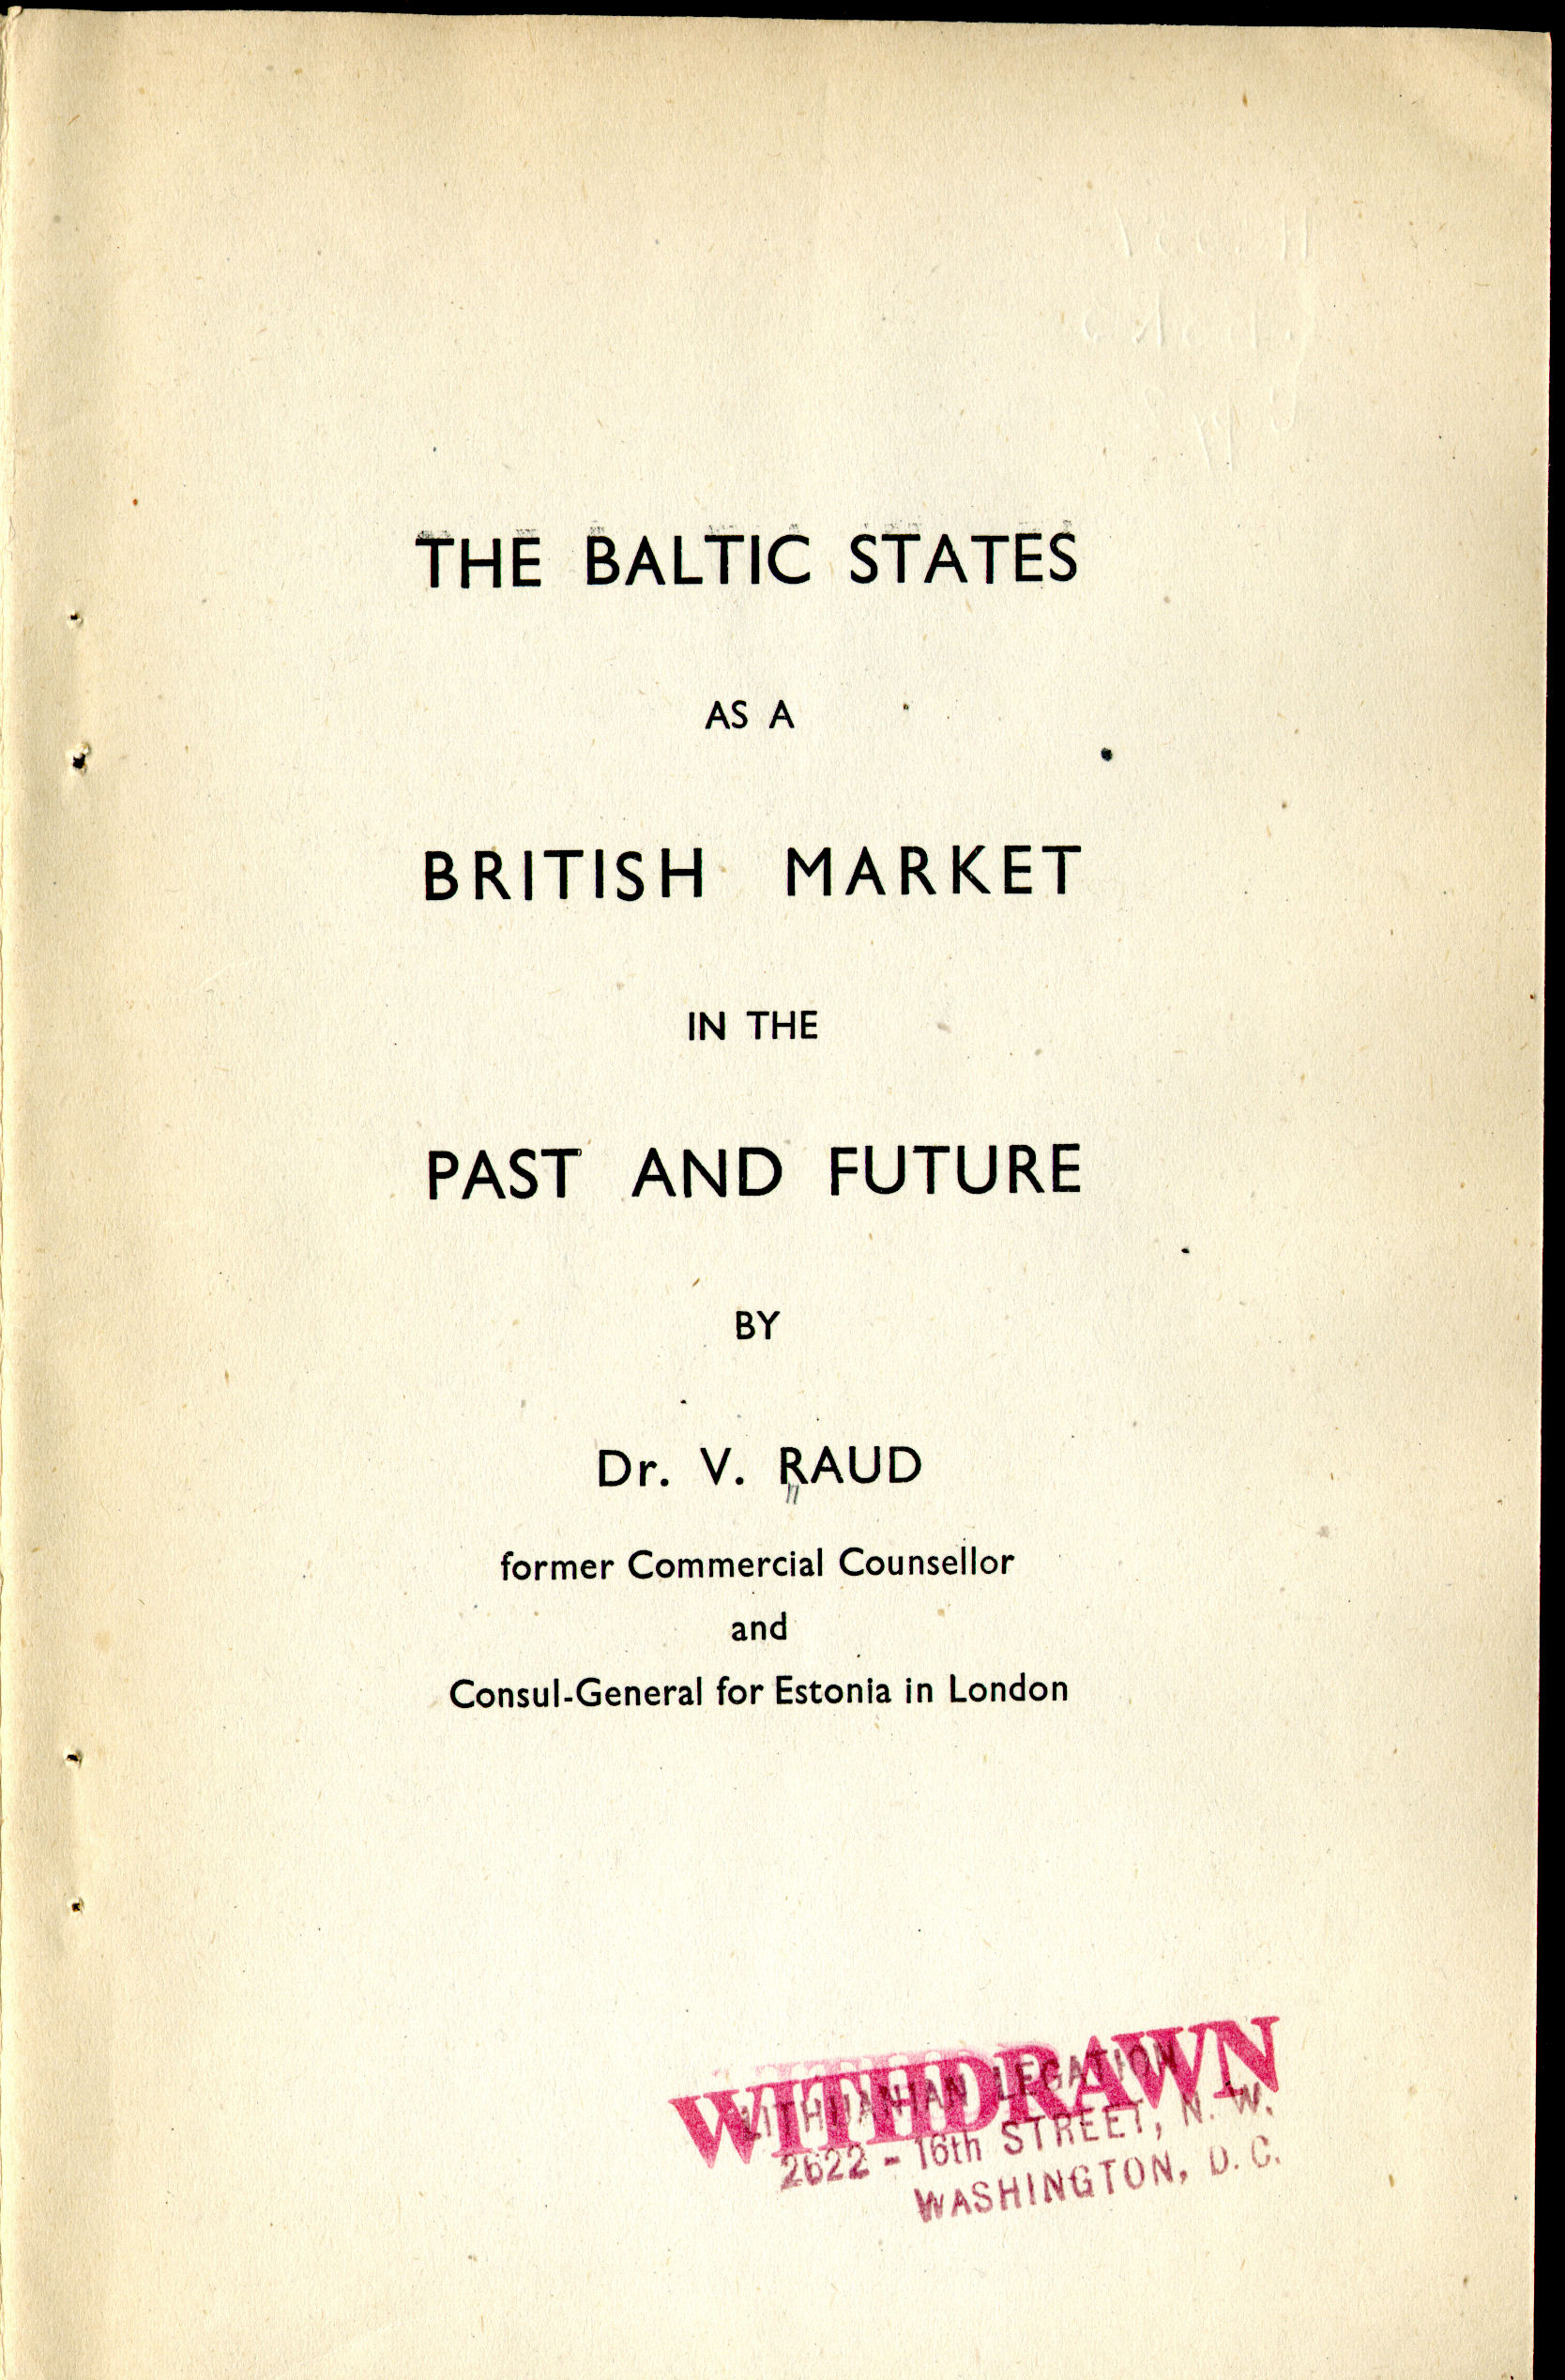 THE BALTIC STATES
AS A
BRITISH MARKET
IN THE
PAST AND FUTURE
BY
Dr. V. RAUD
former Commercial Counsellor
and
Consul-General for Estonia in London
WITHDRAWN
LITHUANIAN LEGATION
2622 - 16th STREET, N. W.
WASHINGTON, D. C.